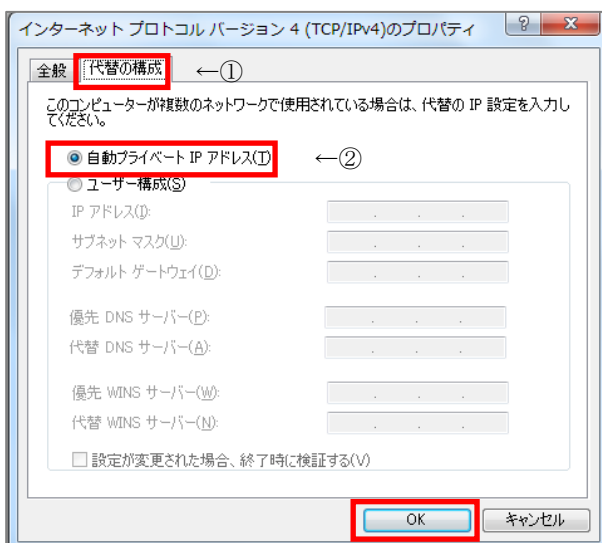 インターネット プロトコル バージョン 4 (TCP/IPv4)のプロパティ
全般 代替の構成 ←①
このコンピューターが複数のネットワークで使用されている場合は、代替の IP 設定を入力し
てください。
自動プライベート IP アドレス(T) ←②
ユーザー構成(S)
IP アドレス(I):
サブネット マスク(U):
デフォルト ゲートウェイ(D):
優先 DNS サーバー(P):
代替 DNS サーバー(A):
優先 WINS サーバー(W):
代替 WINS サーバー(N):
設定が変更された場合、終了時に検証する(V)
OK キャンセル